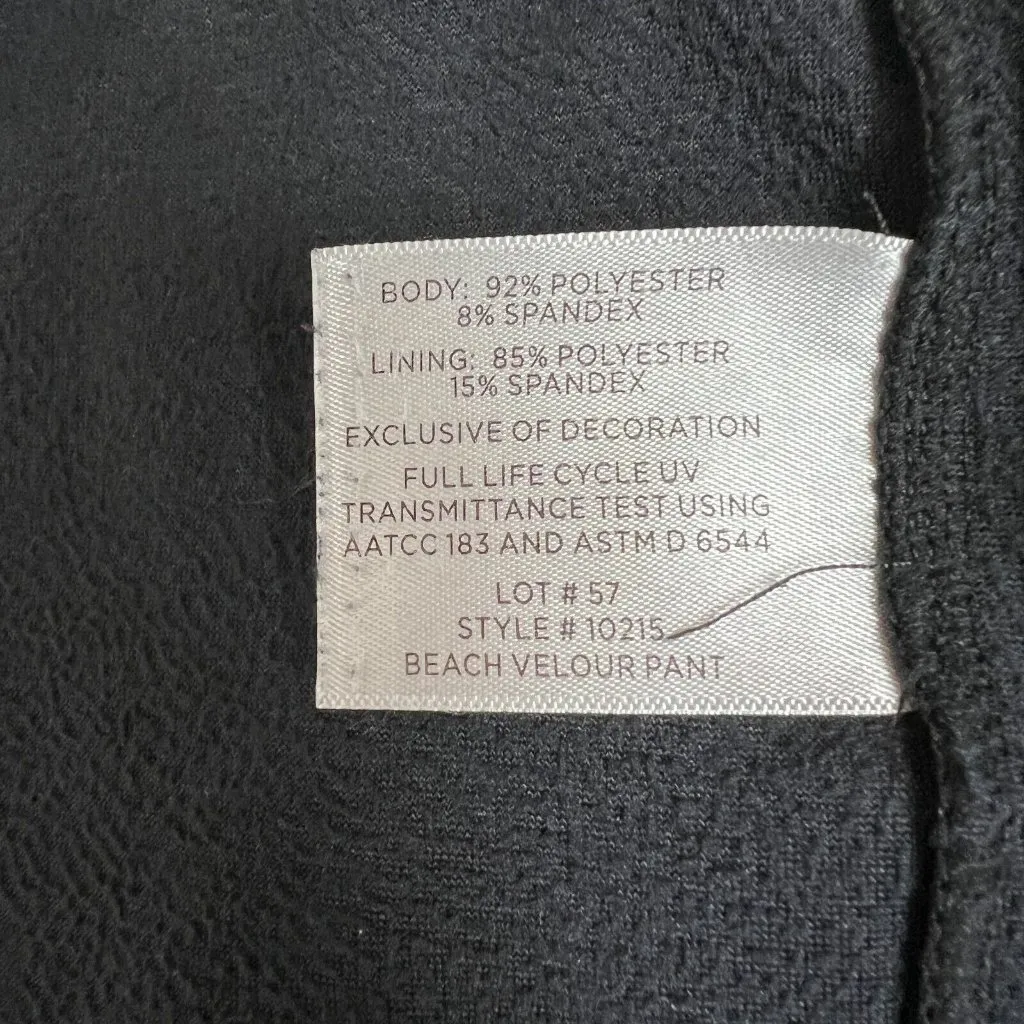 BODY: 92% POLYESTER
8% SPANDEX
LINING: 85% POLYESTER
15% SPANDEX
EXCLUSIVE OF DECORATION
FULL LIFE CYCLE UV
TRANSMITTANCE TEST USING
AATCC 183 AND ASTM D 6544
LOT # 57
STYLE # 10215
BEACH VELOUR PANT